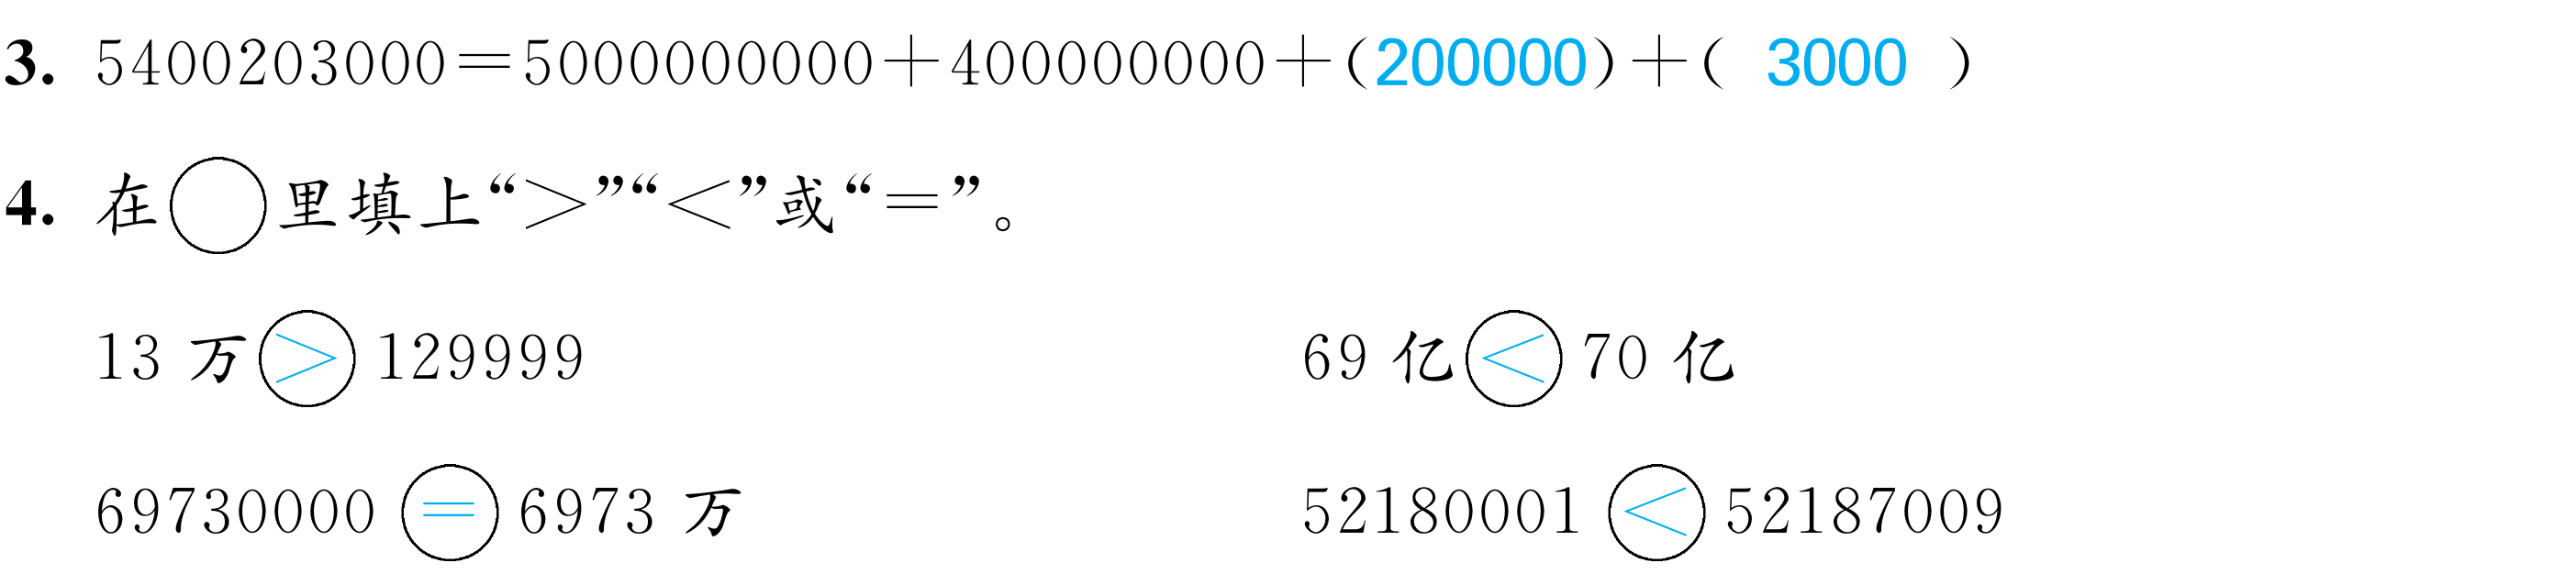 3. 5400203000=5000000000+400000000+(200000)+( 3000 )
4. 在○里填上“>”“<”或“=”。
13 万 > 129999 69 亿 < 70 亿
69730000 = 6973 万 52180001 < 52187009